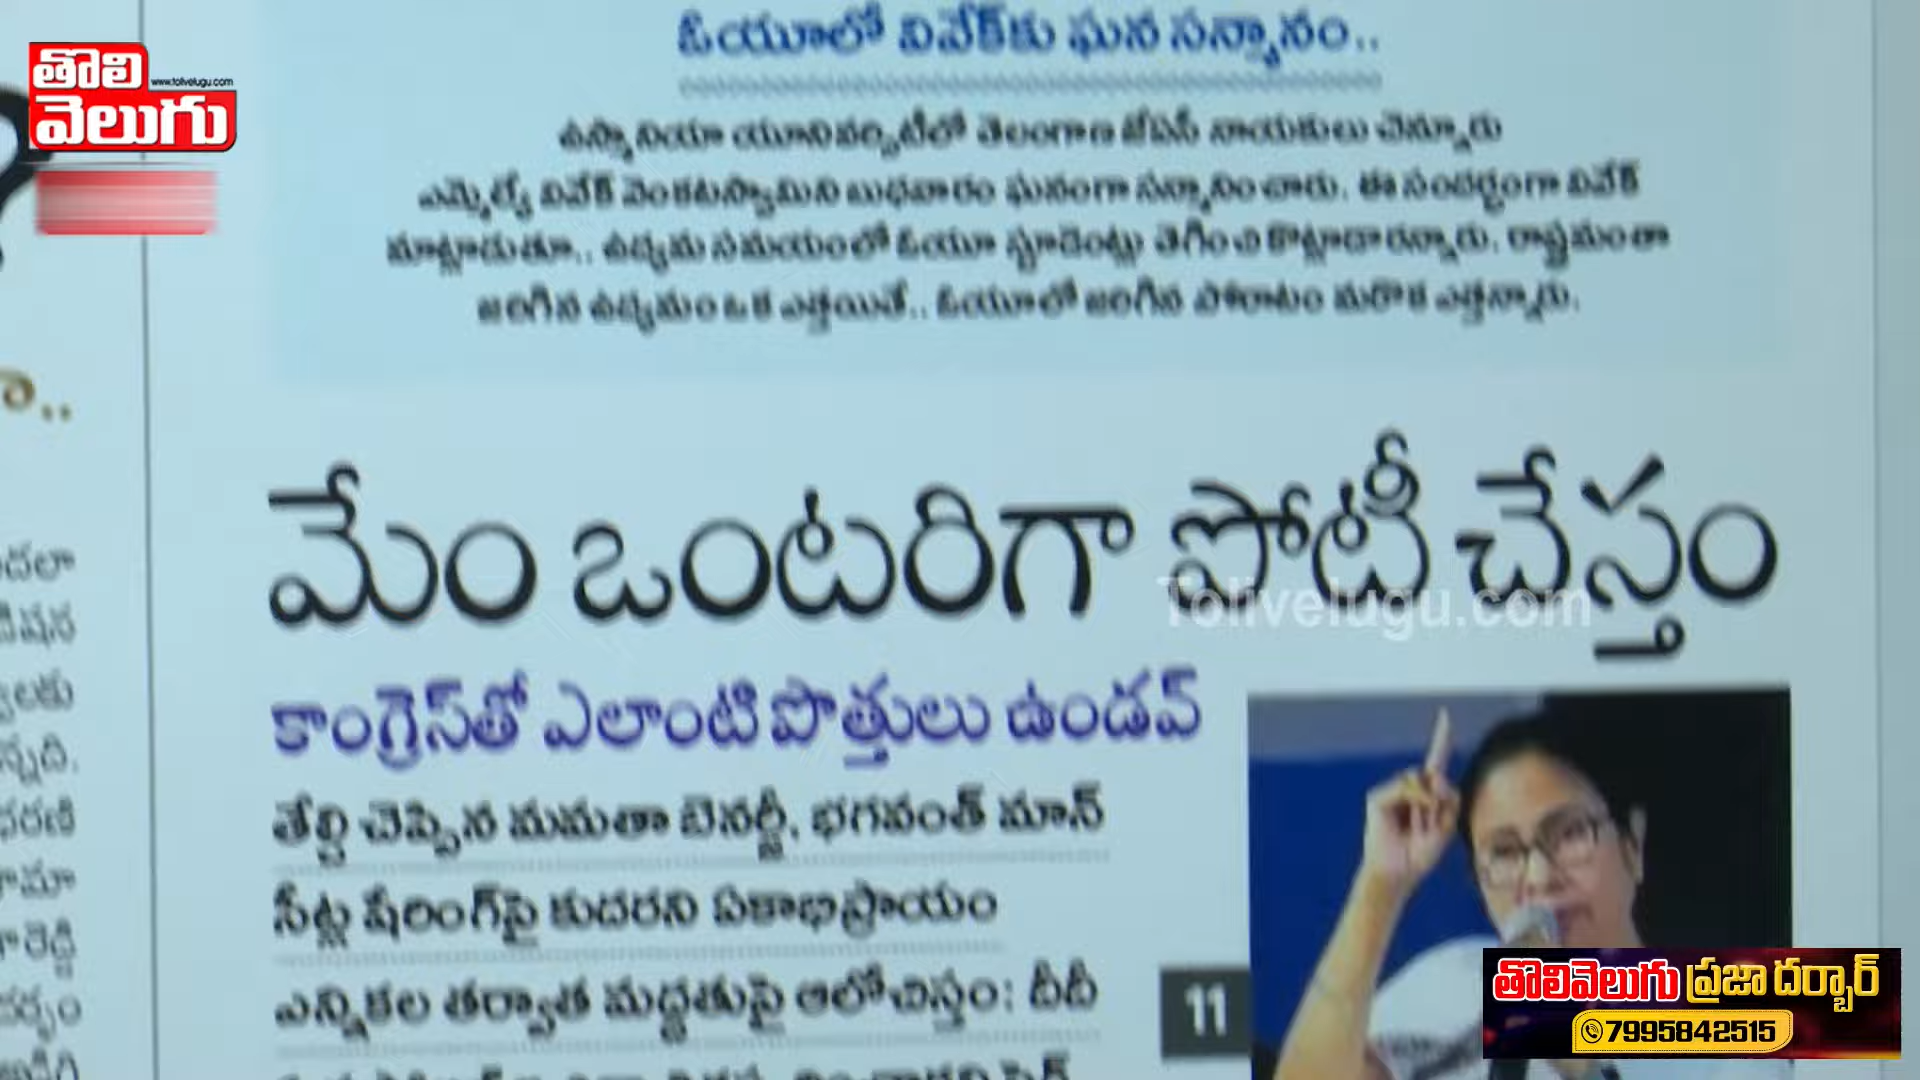 ఓయూలో వివేక్‌కు ఘన సన్మానం..
తొలి
www.tolivelugu.com
వెలుగు
ఉస్మానియా యూనివర్సిటీలో తెలంగాణ జేఏసీ నాయకులు చెన్నూరు
ఎమ్మెల్యే వివేక్ వెంకటస్వామిని బుధవారం ఘనంగా సన్మానించారు. ఈ సందర్భంగా వివేక్
మాట్లాడుతూ.. ఉద్యమ సమయంలో ఓయూ స్టూడెంట్లు తెగించి కొట్లాడారన్నారు. రాష్ట్రమంతా
జరిగిన ఉద్యమం ఒక ఎత్తయితే.. ఓయూలో జరిగిన పోరాటం మరొక ఎత్తన్నారు.
మేం ఒంటరిగా పోటీ చేస్తం
Tolivelugu.com
కాంగ్రెస్‌తో ఎలాంటి పొత్తులు ఉండవ్
తేల్చి చెప్పిన మమతా బెనర్జీ, భగవంత్ మాన్
సీట్ల షేరింగ్‌పై కుదరని ఏకాభిప్రాయం
ఎన్నికల తర్వాత మద్దతుపై ఆలోచిస్తం: దీదీ
11
తొలివెలుగు ప్రజా దర్బార్
7995842515